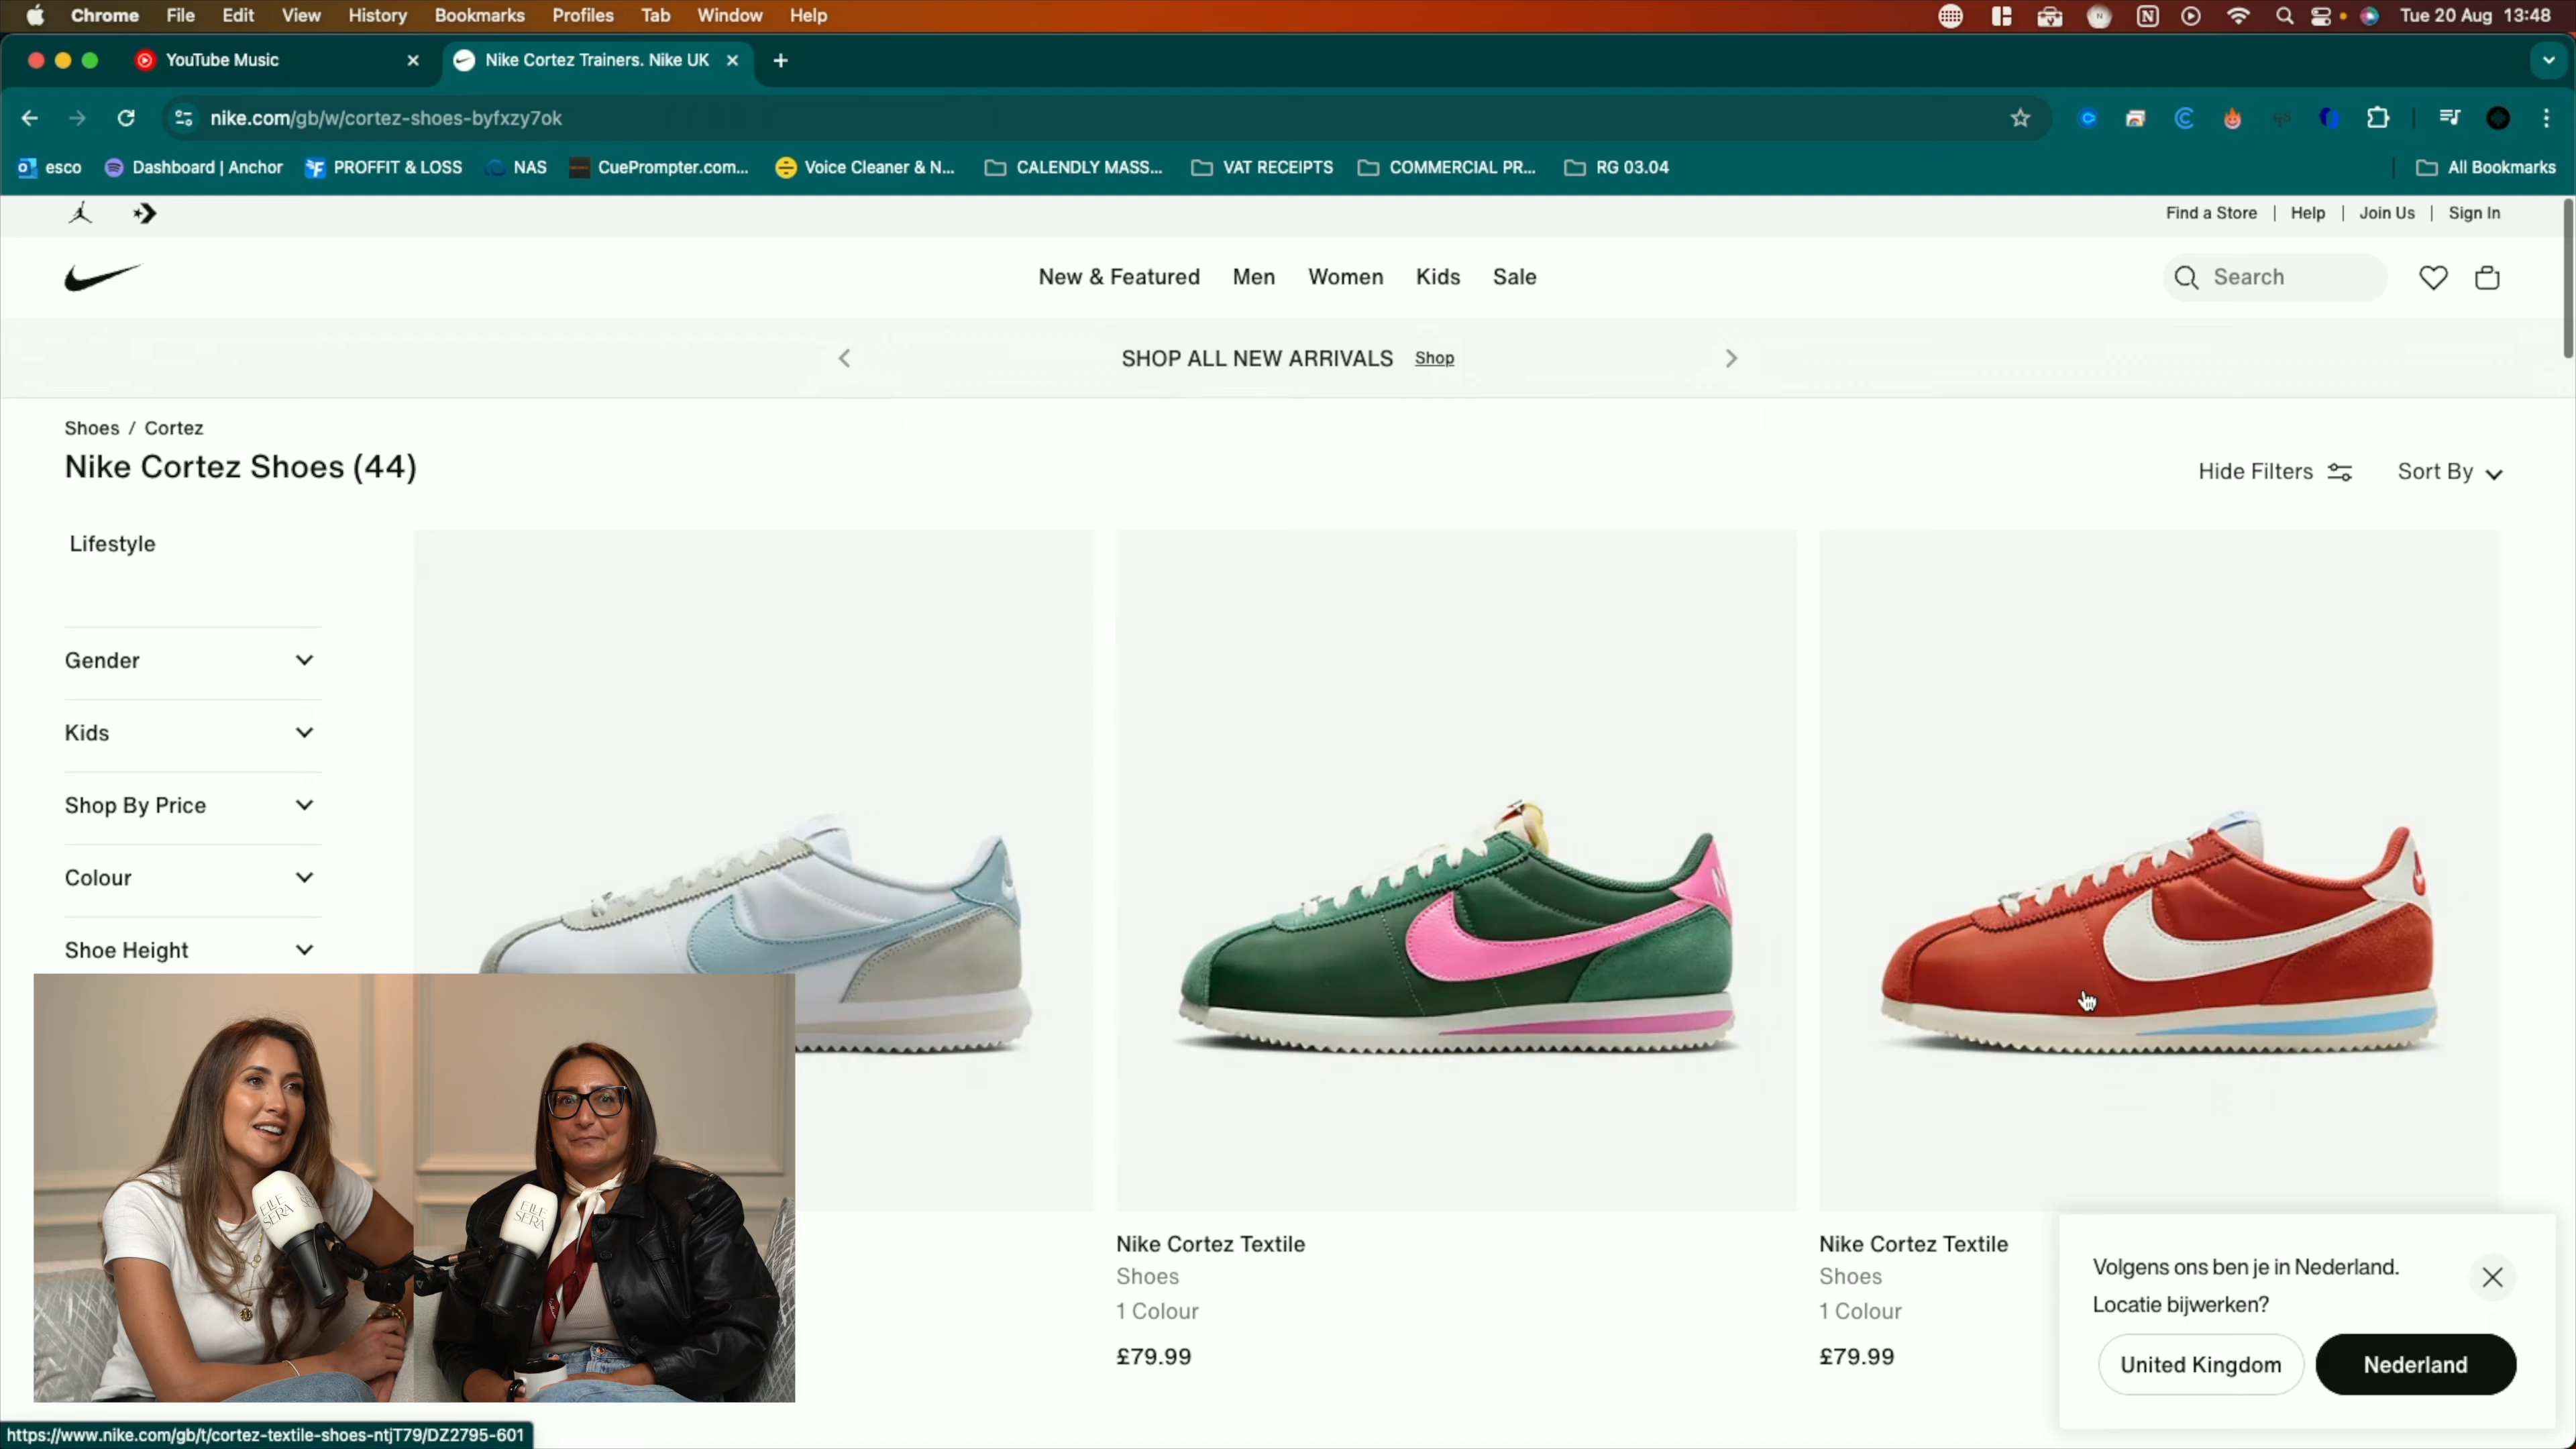 Chrome File Edit View History Bookmarks Profiles Tab Window Help Tue 20 Aug 13:48
YouTube Music
Nike Cortez Trainers. Nike UK
nike.com/gb/w/cortez-shoes-byfxzy7ok
esco
Dashboard | Anchor
PROFFIT & LOSS
NAS
CuePrompter.com...
Voice Cleaner & N...
CALENDLY MASS...
VAT RECEIPTS
COMMERCIAL PR...
RG 03.04
All Bookmarks
Find a Store | Help | Join Us | Sign In
New & Featured Men Women Kids Sale
Search
SHOP ALL NEW ARRIVALS Shop
Shoes / Cortez
Nike Cortez Shoes (44)
Hide Filters
Sort By
Lifestyle
Gender
Kids
Shop By Price
Colour
Shoe Height
ELLE
SERA
ELLE
SERA
Nike Cortez Textile
Shoes
1 Colour
£79.99
Nike Cortez Textile
Shoes
1 Colour
£79.99
Volgens ons ben je in Nederland.
Locatie bijwerken?
United Kingdom
Nederland
https://www.nike.com/gb/t/cortez-textile-shoes-ntjT79/DZ2795-601